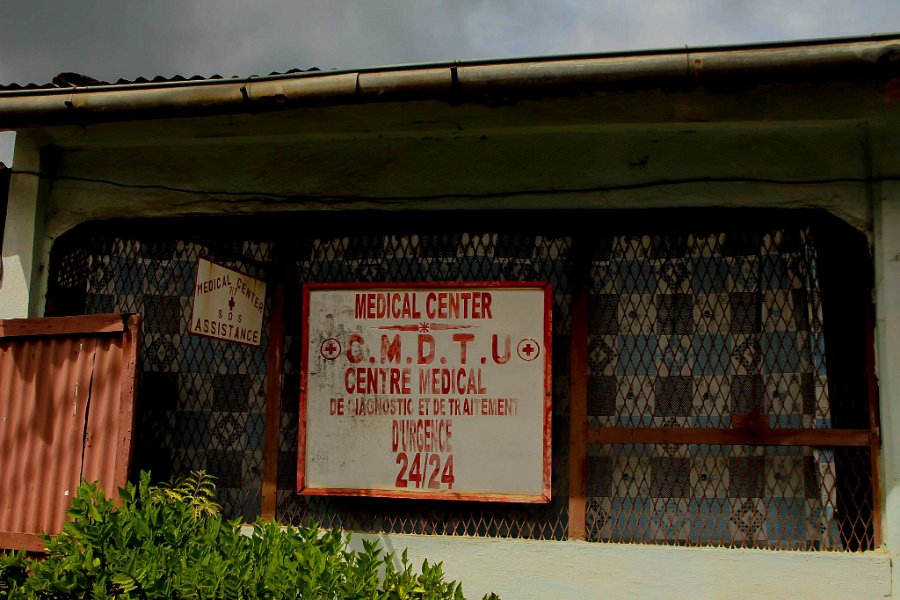 MEDICAL CENTER
S O S
ASSISTANCE
MEDICAL CENTER
C.M.D.T.U
CENTRE MEDICAL
DE DIAGNOSTIC ET DE TRAITEMENT
D'URGENCE
24/24